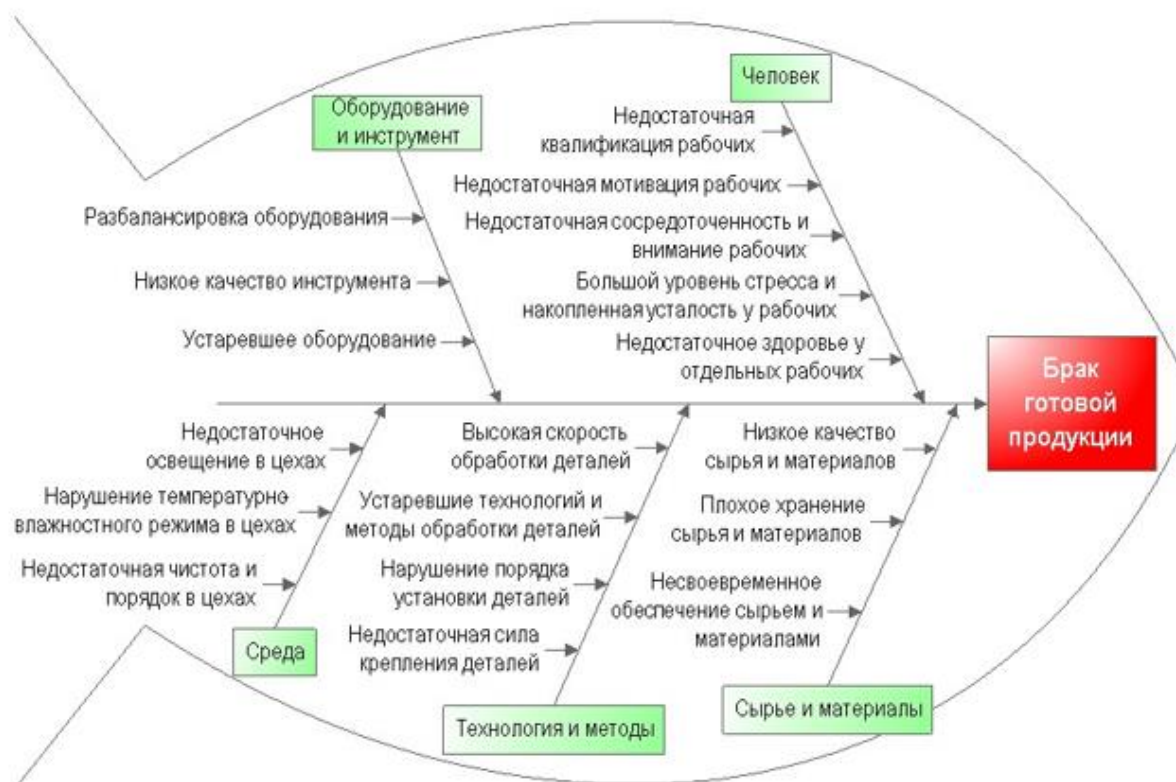 Человек
Оборудование
и инструмент
Недостаточная
квалификация рабочих
Недостаточная мотивация рабочих
Разбалансировка оборудования
Недостаточная сосредоточенность и
внимание рабочих
Низкое качество инструмента
Большой уровень стресса и
накопленная усталость у рабочих
Устаревшее оборудование
Недостаточное здоровье у
отдельных рабочих
Брак
готовой
продукции
Недостаточное
освещение в цехах
Нарушение температурно-
влажностного режима в цехах
Недостаточная чистота и
порядок в цехах
Среда
Высокая скорость
обработки деталей
Устаревшие технологий и
методы обработки деталей
Нарушение порядка
установки деталей
Недостаточная сила
крепления деталей
Технология и методы
Низкое качество
сырья и материалов
Плохое хранение
сырья и материалов
Несвоевременное
обеспечение сырьем и
материалами
Сырье и материалы